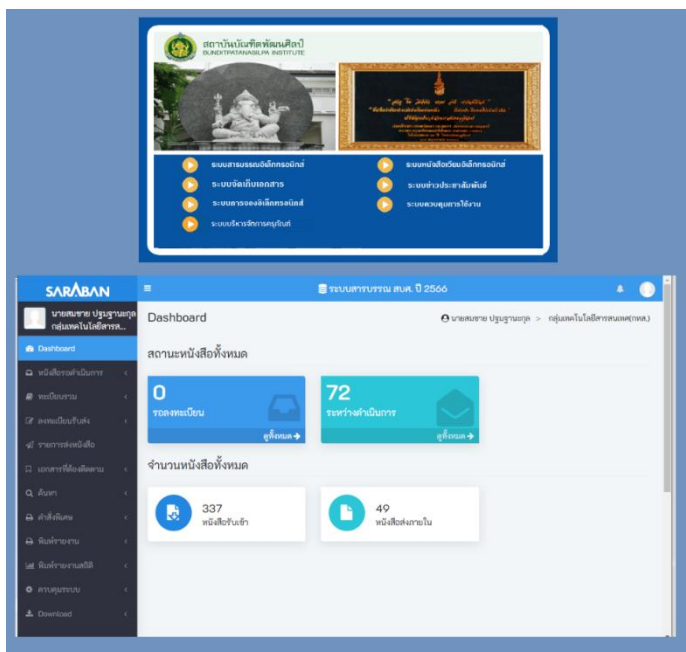 สถาบันบัณฑิตพัฒนศิลป์
BUNDITPATANASILPA INSTITUTE
ระบบสารบรรณอิเล็กทรอนิกส์
ระบบหนังสือเวียนอิเล็กทรอนิกส์
ระบบจัดเก็บเอกสาร
ระบบข่าวประชาสัมพันธ์
ระบบการจองอิเล็กทรอนิกส์
ระบบควบคุมการใช้งาน
ระบบบริหารจัดการครุภัณฑ์
SARABAN
ระบบสารบรรณ สบศ. ปี 2566
นายสมชาย ปฐมฐานะกุล
กลุ่มเทคโนโลยีสารส...
Dashboard
นายสมชาย ปฐมฐานะกุล > กลุ่มเทคโนโลยีสารสนเทศ(กทส.)
Dashboard
หนังสือรอดำเนินการ
ทะเบียนรวม
ลงทะเบียนรับส่ง
รายการส่งหนังสือ
เอกสารที่ต้องติดตาม
ค้นหา
คำสั่งพิเศษ
พิมพ์รายงาน
พิมพ์รายงานสถิติ
ควบคุมระบบ
Download
สถานะหนังสือทั้งหมด
0
รอลงทะเบียน
ดูทั้งหมด
72
ระหว่างดำเนินการ
ดูทั้งหมด
จำนวนหนังสือทั้งหมด
337
หนังสือรับเข้า
49
หนังสือส่งภายใน